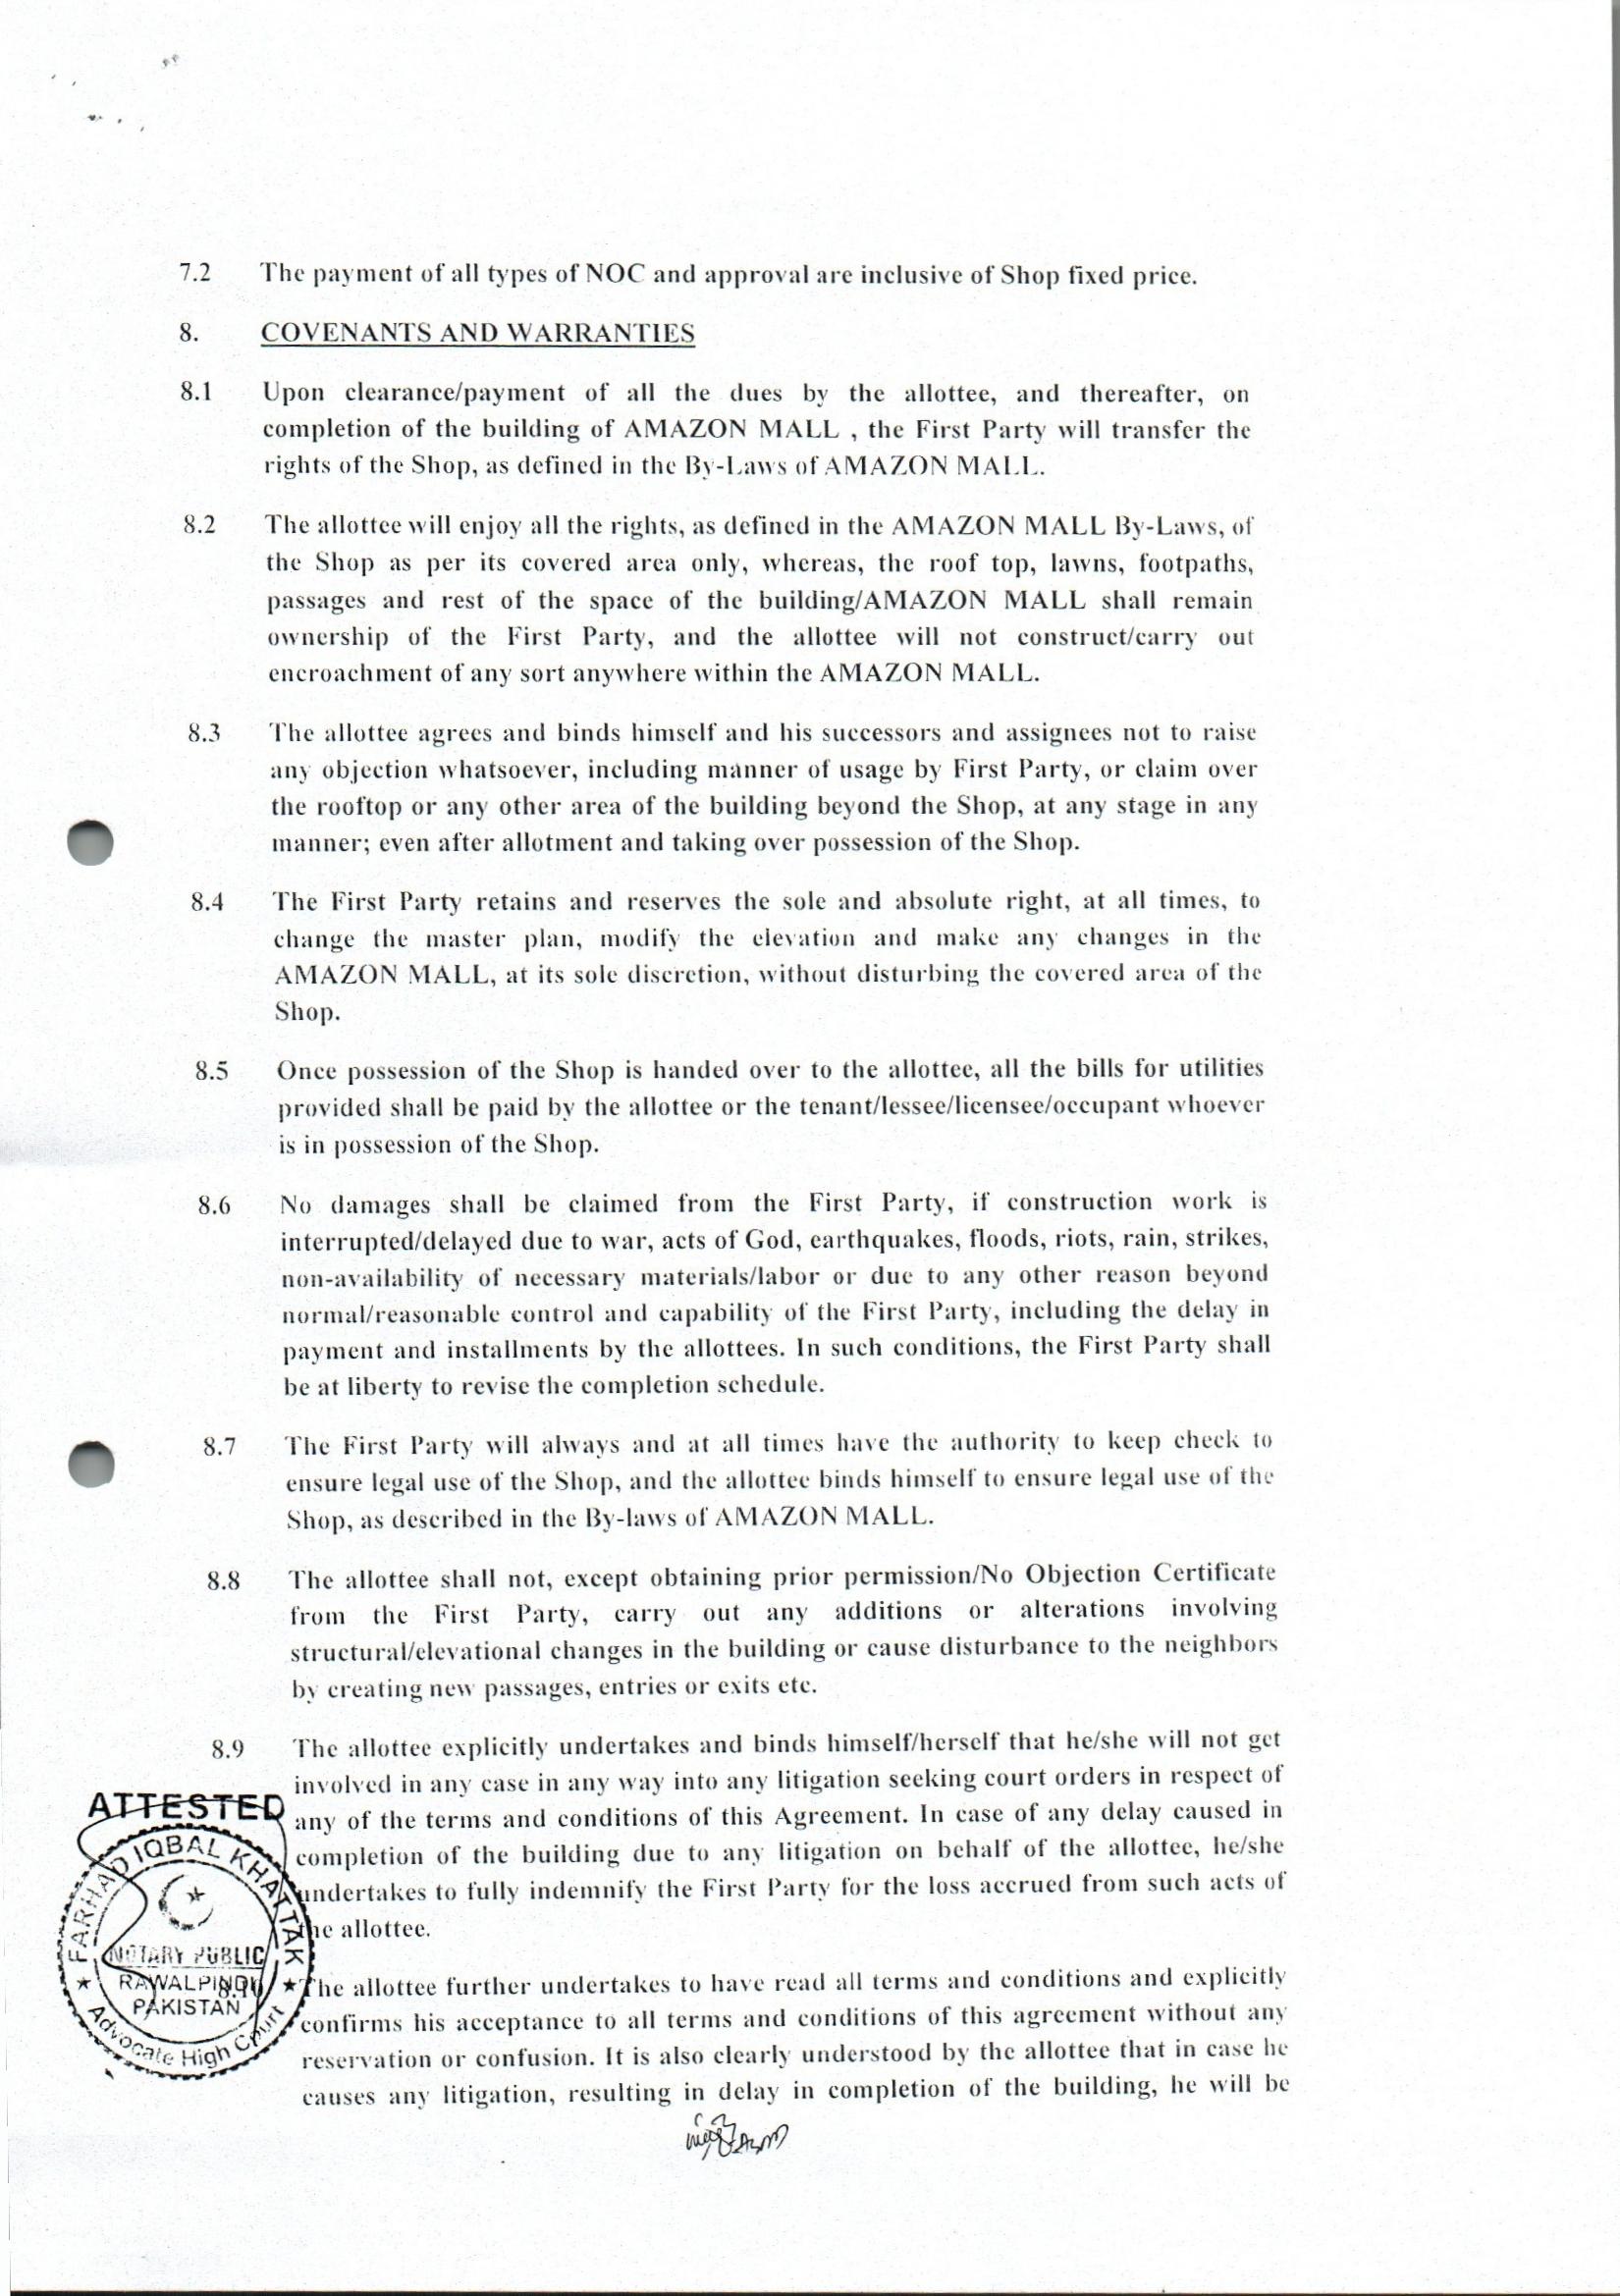 7.2 The payment of all types of NOC and approval are inclusive of Shop fixed price.
8. COVENANTS AND WARRANTIES
8.1 Upon clearance/payment of all the dues by the allottee, and thereafter, on
completion of the building of AMAZON MALL , the First Party will transfer the
rights of the Shop, as defined in the By-Laws of AMAZON MALL.
8.2 The allottee will enjoy all the rights, as defined in the AMAZON MALL By-Laws, of
the Shop as per its covered area only, whereas, the roof top, lawns, footpaths,
passages and rest of the space of the building/AMAZON MALL shall remain
ownership of the First Party, and the allottee will not construct/carry out
encroachment of any sort anywhere within the AMAZON MALL.
8.3 The allottee agrees and binds himself and his successors and assignees not to raise
any objection whatsoever, including manner of usage by First Party, or claim over
the rooftop or any other area of the building beyond the Shop, at any stage in any
manner; even after allotment and taking over possession of the Shop.
8.4 The First Party retains and reserves the sole and absolute right, at all times, to
change the master plan, modify the elevation and make any changes in the
AMAZON MALL, at its sole discretion, without disturbing the covered area of the
Shop.
8.5 Once possession of the Shop is handed over to the allottee, all the bills for utilities
provided shall be paid by the allottee or the tenant/lessee/licensee/occupant whoever
is in possession of the Shop.
8.6 No damages shall be claimed from the First Party, if construction work is
interrupted/delayed due to war, acts of God, earthquakes, floods, riots, rain, strikes,
non-availability of necessary materials/labor or due to any other reason beyond
normal/reasonable control and capability of the First Party, including the delay in
payment and installments by the allottees. In such conditions, the First Party shall
be at liberty to revise the completion schedule.
8.7 The First Party will always and at all times have the authority to keep check to
ensure legal use of the Shop, and the allottee binds himself to ensure legal use of the
Shop, as described in the By-laws of AMAZON MALL.
8.8 The allottee shall not, except obtaining prior permission/No Objection Certificate
from the First Party, carry out any additions or alterations involving
structural/elevational changes in the building or cause disturbance to the neighbors
by creating new passages, entries or exits etc.
8.9 The allottee explicitly undertakes and binds himself/herself that he/she will not get
involved in any case in any way into any litigation seeking court orders in respect of
any of the terms and conditions of this Agreement. In case of any delay caused in
completion of the building due to any litigation on behalf of the allottee, he/she
undertakes to fully indemnify the First Party for the loss accrued from such acts of
the allottee.
8.10 The allottee further undertakes to have read all terms and conditions and explicitly
confirms his acceptance to all terms and conditions of this agreement without any
reservation or confusion. It is also clearly understood by the allottee that in case he
causes any litigation, resulting in delay in completion of the building, he will be
ATTESTED
FARHAD IQBAL KHATTAK
NOTARY PUBLIC
RAWALPINDI
PAKISTAN
Advocate High Court